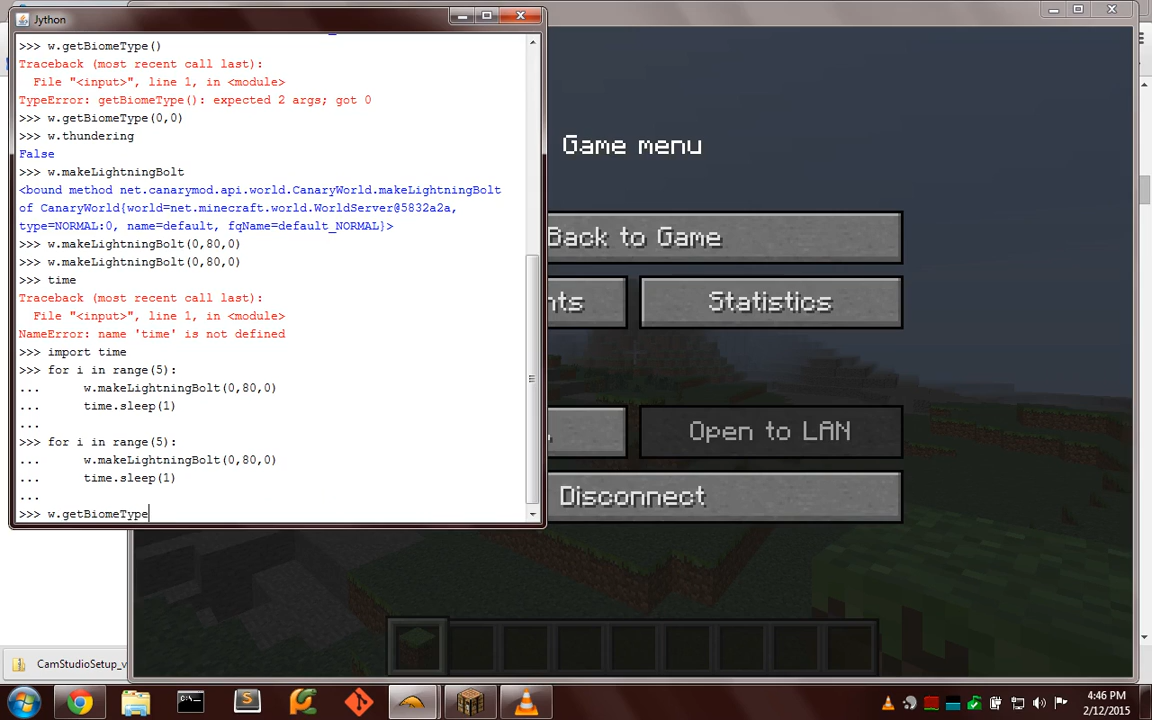 Jython
>>> w.getBiomeType()
Traceback (most recent call last):
File "<input>", line 1, in <module>
TypeError: getBiomeType(): expected 2 args; got 0
>>> w.getBiomeType(0,0)
>>> w.thundering
False
>>> w.makeLightningBolt
<bound method net.canarymod.api.world.CanaryWorld.makeLightningBolt
of CanaryWorld{world=net.minecraft.world.WorldServer@5832a2a,
type=NORMAL:0, name=default, fqName=default_NORMAL}>
>>> w.makeLightningBolt(0,80,0)
>>> w.makeLightningBolt(0,80,0)
>>> time
Traceback (most recent call last):
File "<input>", line 1, in <module>
NameError: name 'time' is not defined
>>> import time
>>> for i in range(5):
... w.makeLightningBolt(0,80,0)
... time.sleep(1)
...
>>> for i in range(5):
... w.makeLightningBolt(0,80,0)
... time.sleep(1)
...
>>> w.getBiomeType
Game menu
Back to Game
nts
Statistics
Open to LAN
Disconnect
CamStudioSetup_v
4:46 PM
2/12/2015